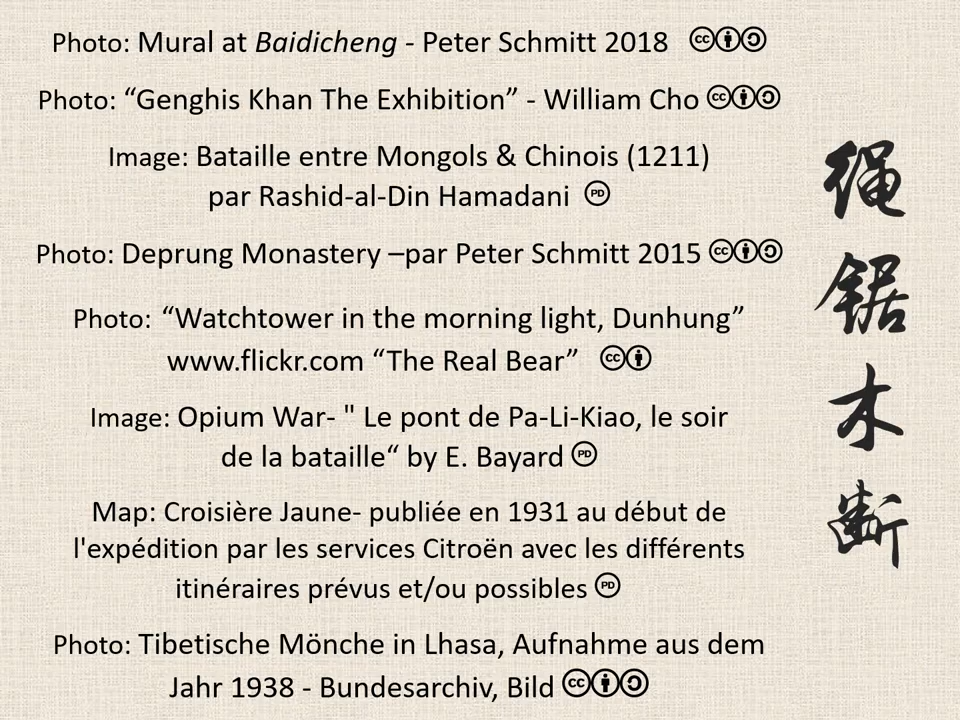 Photo: Mural at Baidicheng - Peter Schmitt 2018
Photo: “Genghis Khan The Exhibition” - William Cho
Image: Bataille entre Mongols & Chinois (1211)
par Rashid-al-Din Hamadani
Photo: Deprung Monastery –par Peter Schmitt 2015
Photo: “Watchtower in the morning light, Dunhung”
www.flickr.com “The Real Bear”
Image: Opium War- " Le pont de Pa-Li-Kiao, le soir
de la bataille“ by E. Bayard
Map: Croisière Jaune- publiée en 1931 au début de
l'expédition par les services Citroën avec les différents
itinéraires prévus et/ou possibles
Photo: Tibetische Mönche in Lhasa, Aufnahme aus dem
Jahr 1938 - Bundesarchiv, Bild
绳锯木断